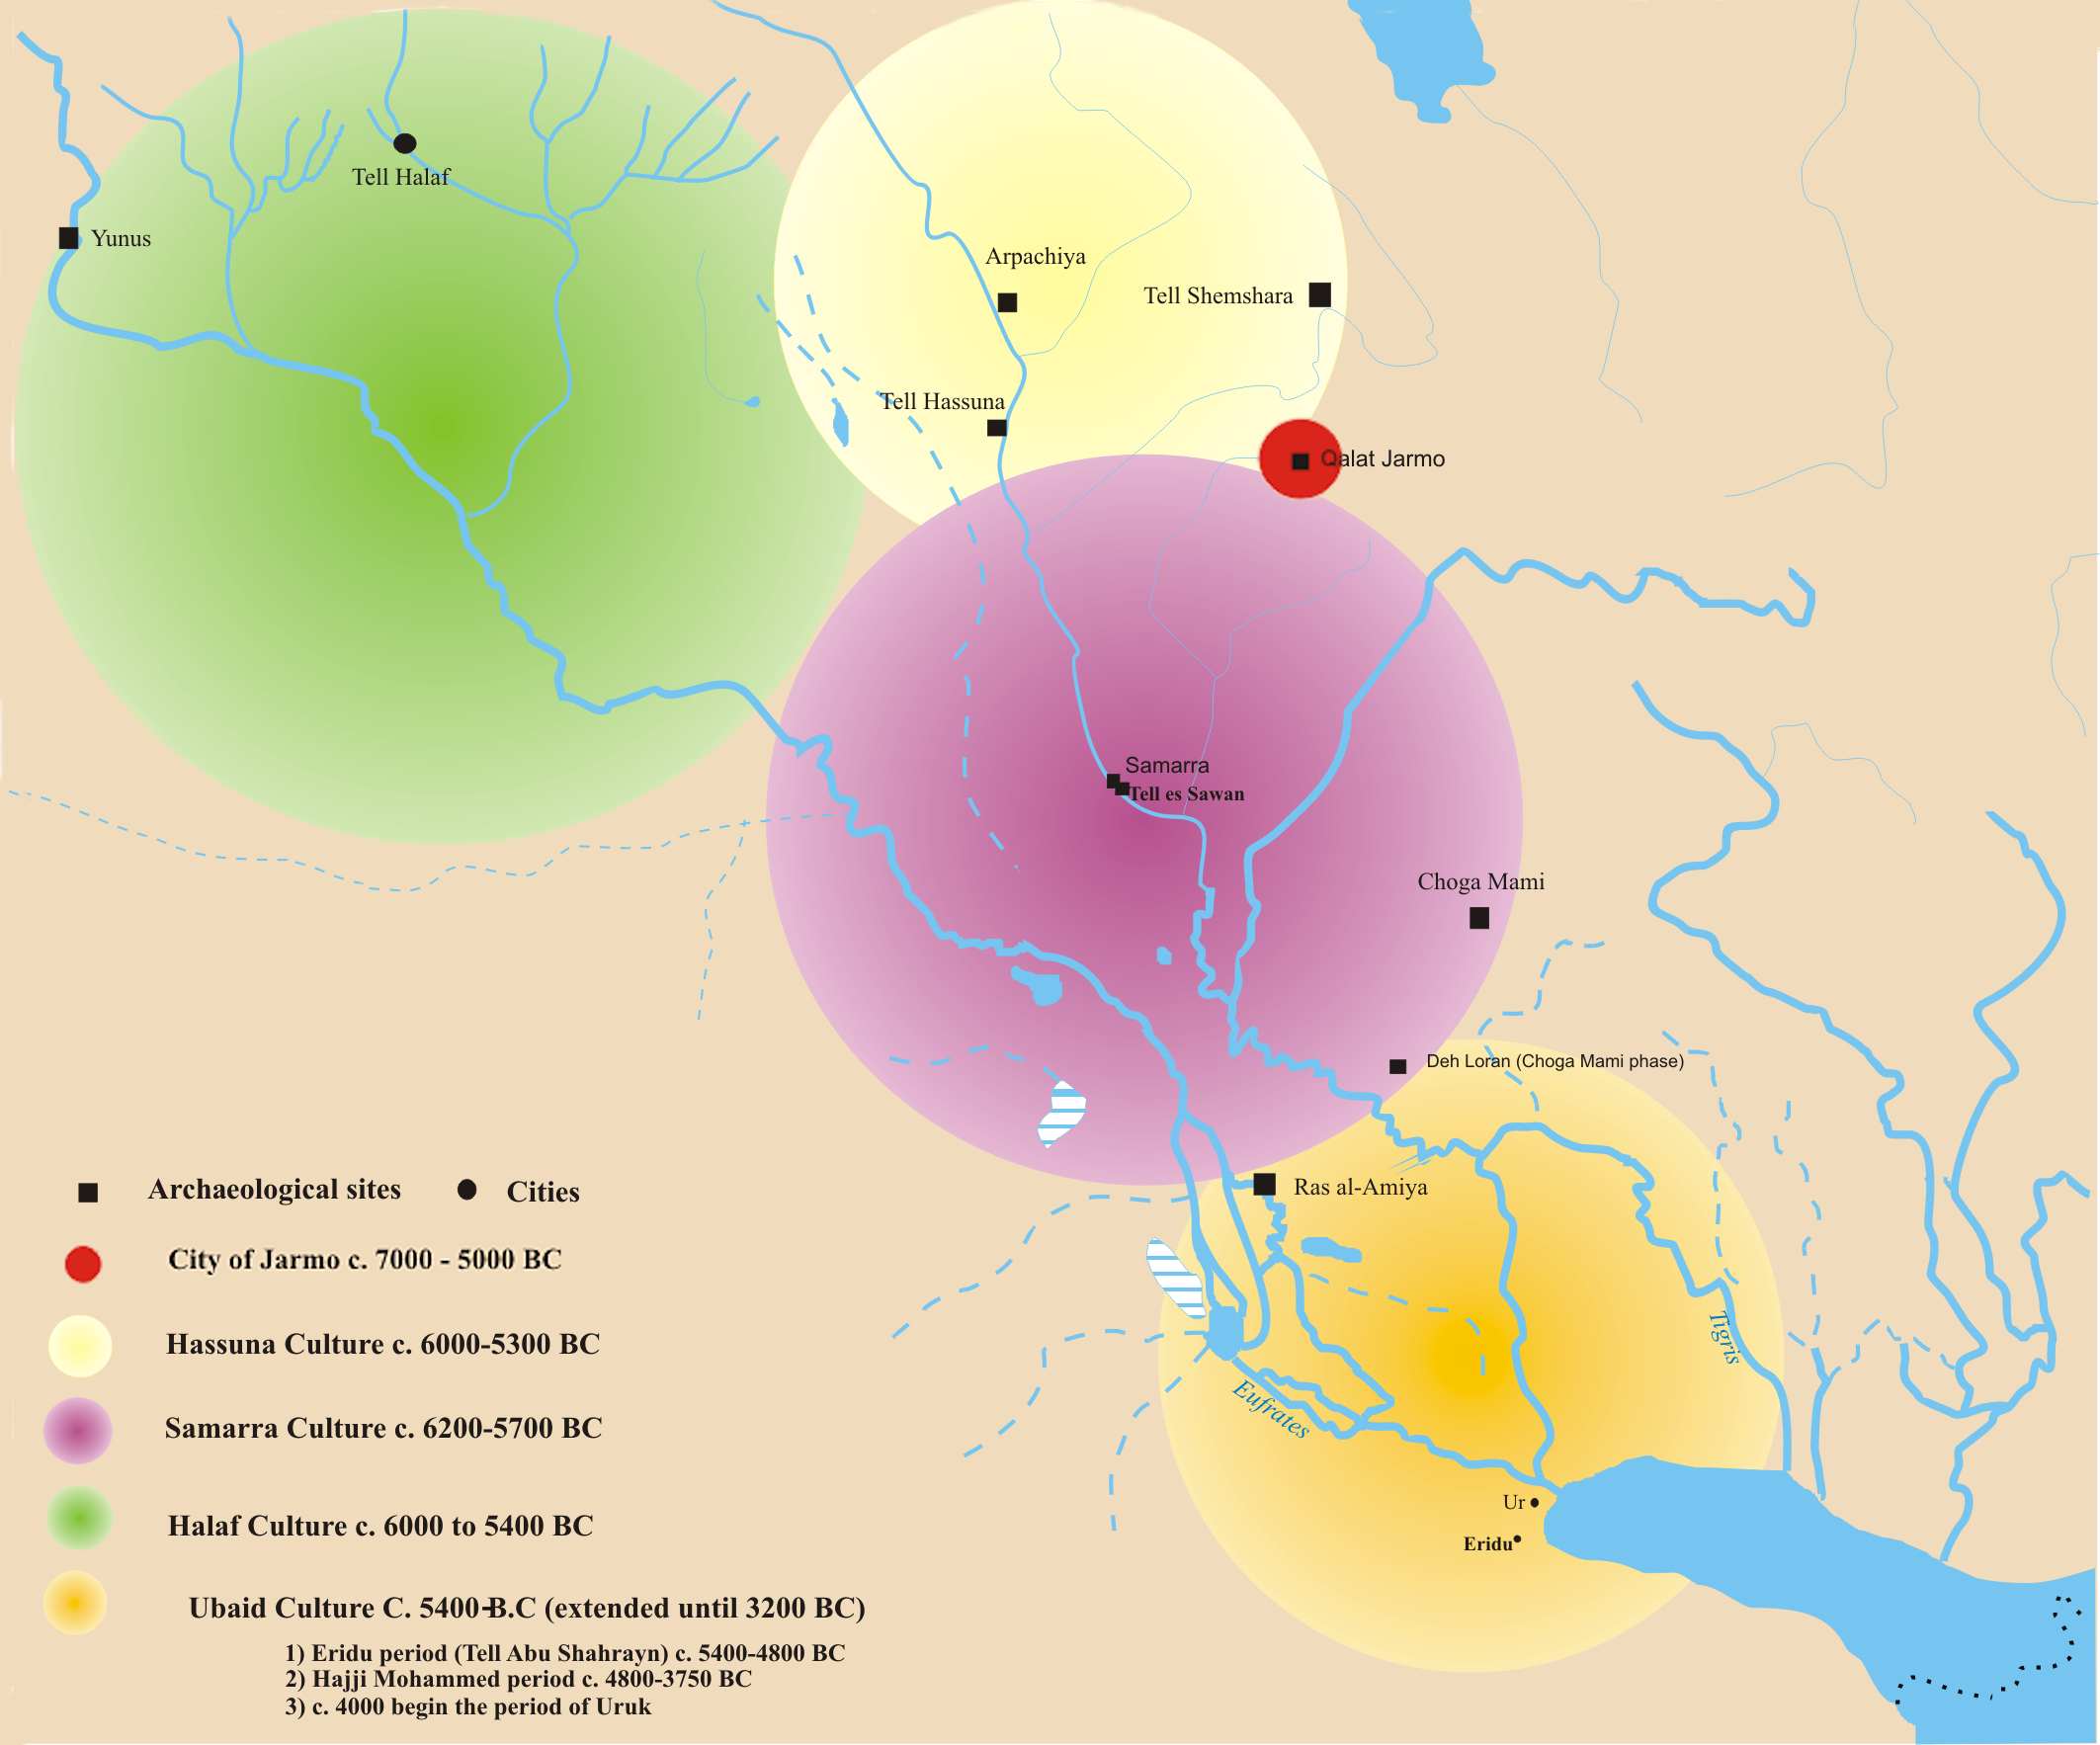 Tell Halaf
Yunus
Arpachiya
Tell Shemshara
Tell Hassuna
Qalat Jarmo
Samarra
Tell es Sawan
Choga Mami
Deh Loran (Choga Mami phase)
Ras al-Amiya
Tigris
Eufrates
Ur
Eridu
Archaeological sites
Cities
City of Jarmo c. 7000 - 5000 BC
Hassuna Culture c. 6000-5300 BC
Samarra Culture c. 6200-5700 BC
Halaf Culture c. 6000 to 5400 BC
Ubaid Culture C. 5400-B.C (extended until 3200 BC)
1) Eridu period (Tell Abu Shahrayn) c. 5400-4800 BC
2) Hajji Mohammed period c. 4800-3750 BC
3) c. 4000 begin the period of Uruk